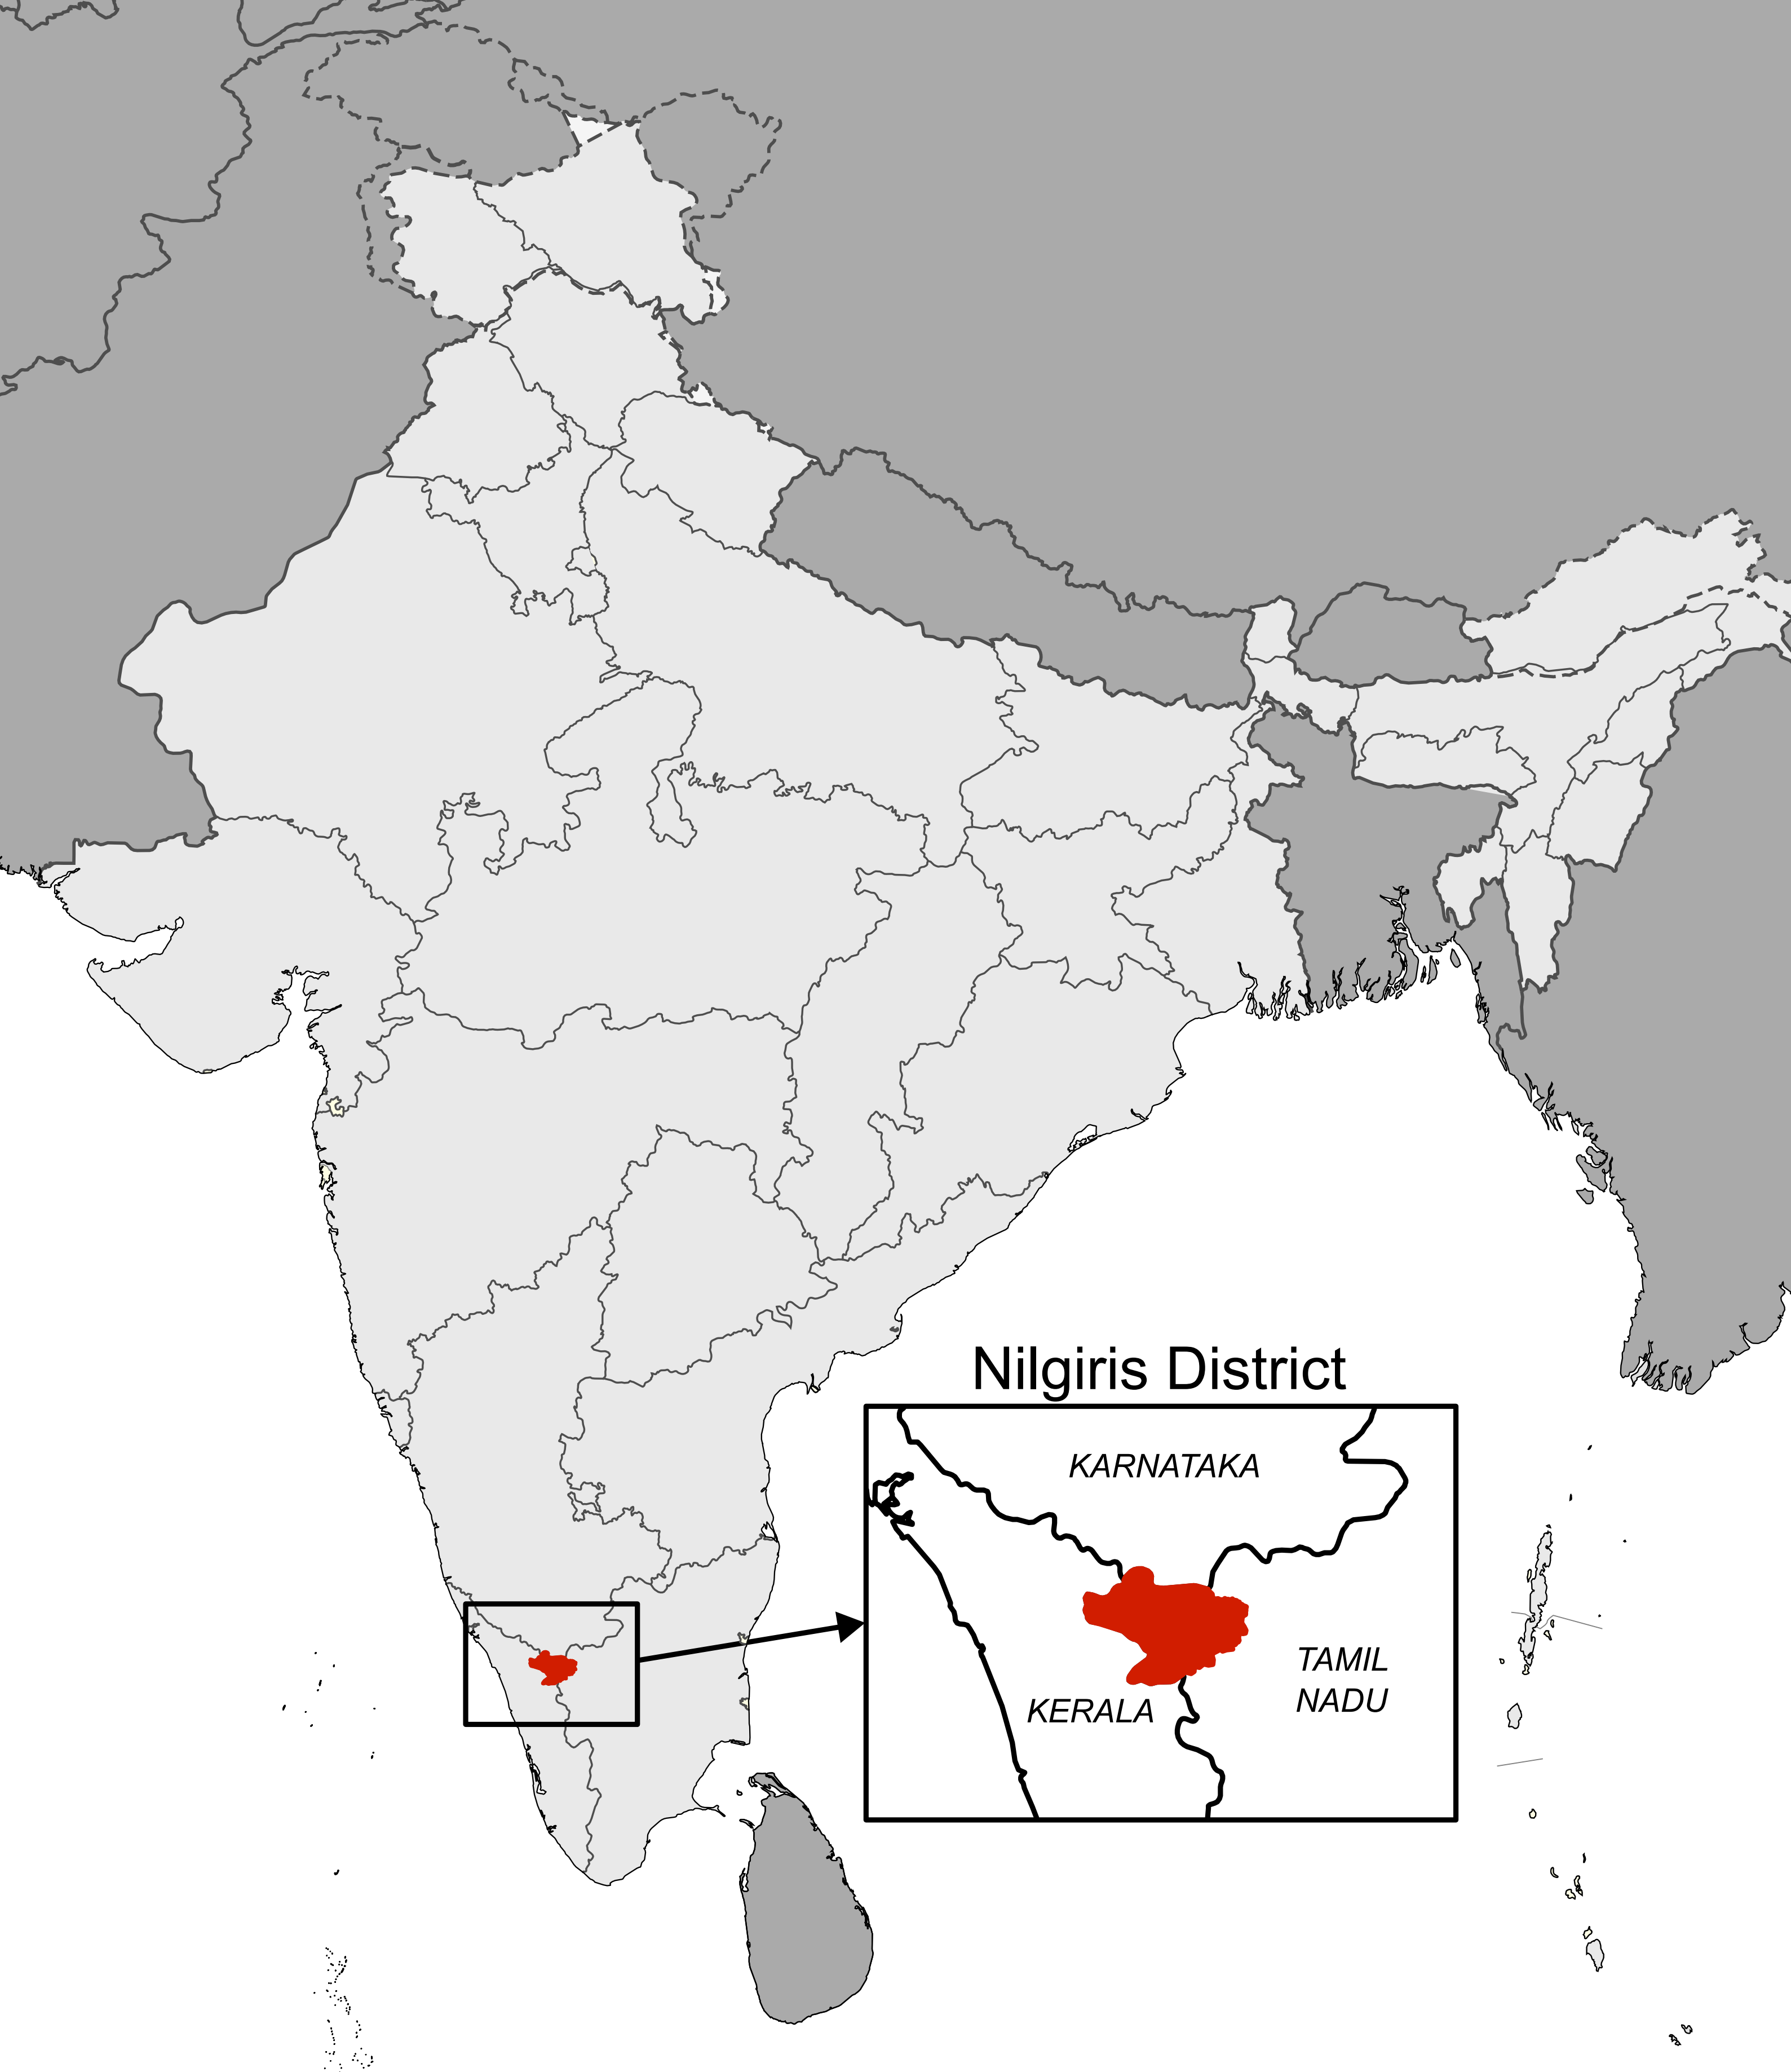 Nilgiris District
KARNATAKA
TAMIL
NADU
KERALA